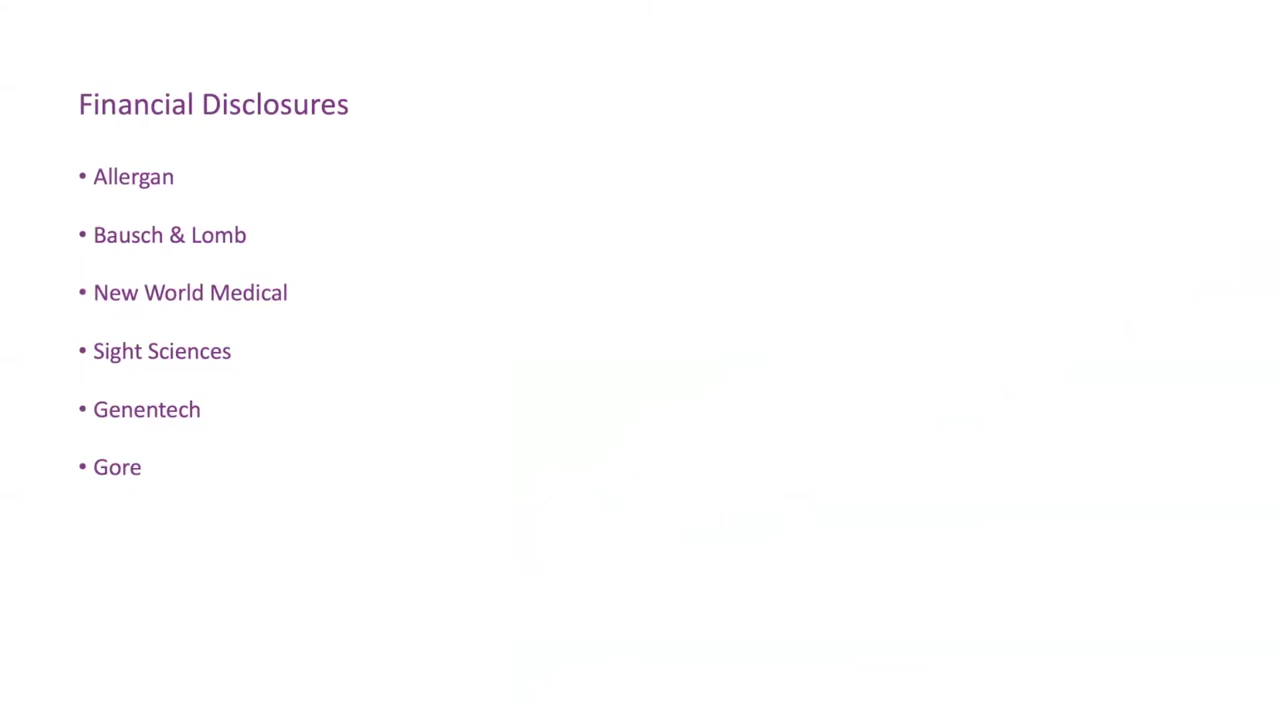 Financial Disclosures
• Allergan
• Bausch & Lomb
• New World Medical
• Sight Sciences
• Genentech
• Gore